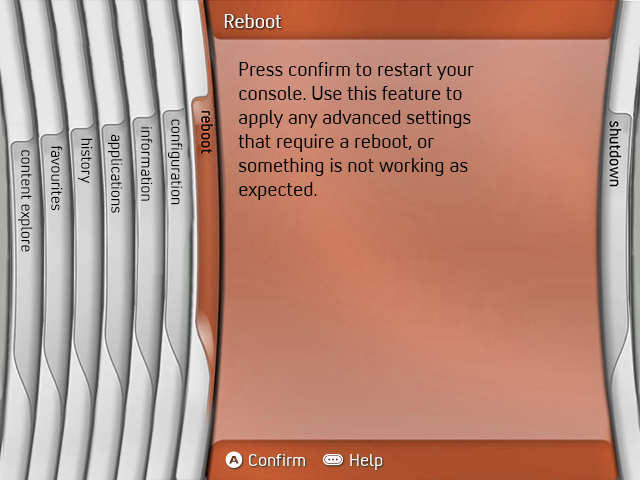 Reboot
Press confirm to restart your
console. Use this feature to
apply any advanced settings
that require a reboot, or
something is not working as
expected.
content explore
favourites
history
applications
information
configuration
reboot
shutdown
A Confirm
Help